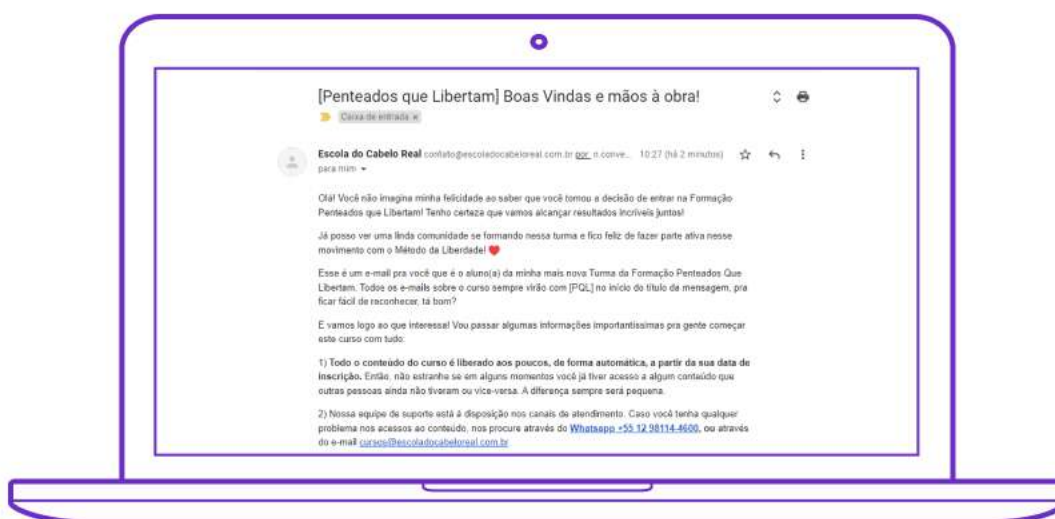 [Penteados que Libertam] Boas Vindas e mãos à obra!
Caixa de entrada x
Escola do Cabelo Real contato@escoladocabeloreal.com.br por n.conve... 10:27 (há 2 minutos)
para mim
Olá! Você não imagina minha felicidade ao saber que você tomou a decisão de entrar na Formação
Penteados que Libertam! Tenho certeza que vamos alcançar resultados incríveis juntos!
Já posso ver uma linda comunidade se formando nessa turma e fico feliz de fazer parte ativa nesse
movimento com o Método da Liberdade! ❤️
Esse é um e-mail pra você que é o aluno(a) da minha mais nova Turma da Formação Penteados Que
Libertam. Todos os e-mails sobre o curso sempre virão com [PQL] no início do título da mensagem, pra
ficar fácil de reconhecer, tá bom?
E vamos logo ao que interessa! Vou passar algumas informações importantíssimas pra gente começar
este curso com tudo:
1) Todo o conteúdo do curso é liberado aos poucos, de forma automática, a partir da sua data de
inscrição. Então, não estranhe se em alguns momentos você já tiver acesso a algum conteúdo que
outras pessoas ainda não tiveram ou vice-versa. A diferença sempre será pequena.
2) Nossa equipe de suporte está à disposição nos canais de atendimento. Caso você tenha qualquer
problema nos acessos ao conteúdo, nos procure através do Whatsapp +55 12 98114-4600, ou através
do e-mail cursos@escoladocabeloreal.com.br